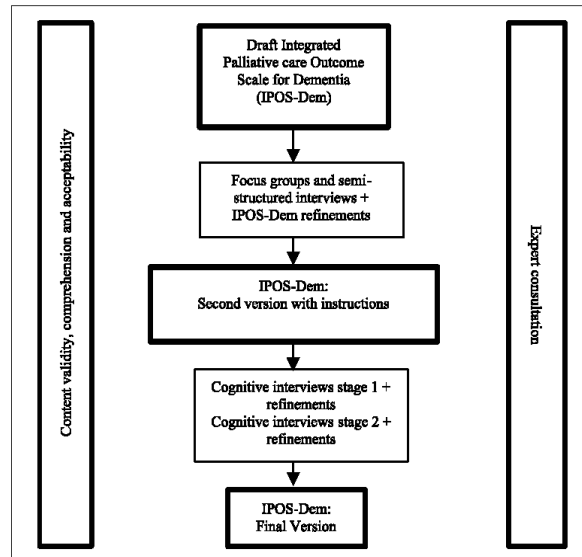 Content validity, comprehension and acceptability
Draft Integrated
Palliative care Outcome
Scale for Dementia
(IPOS-Dem)
Focus groups and semi-
structured interviews +
IPOS-Dem refinements
IPOS-Dem:
Second version with instructions
Cognitive interviews stage 1 +
refinements
Cognitive interviews stage 2 +
refinements
IPOS-Dem:
Final Version
Expert consultation